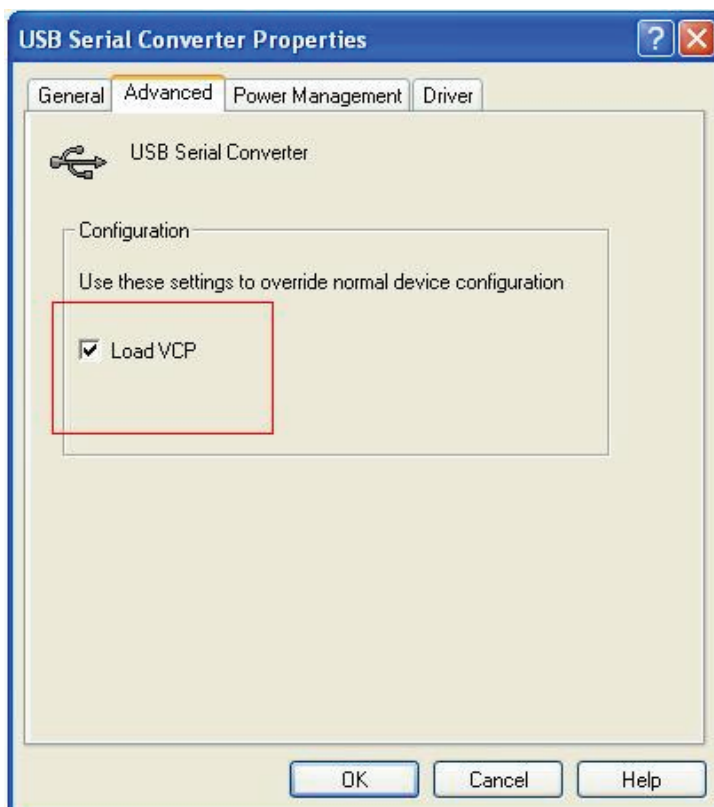 USB Serial Converter Properties
General Advanced Power Management Driver
USB Serial Converter
Configuration
Use these settings to override normal device configuration
Load VCP
OK Cancel Help